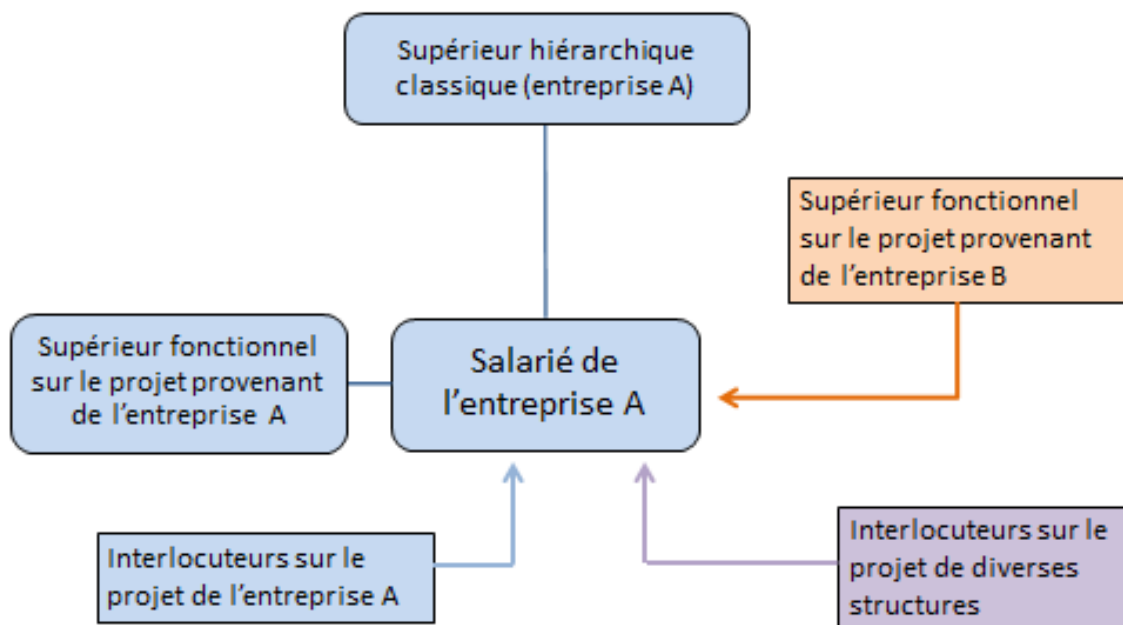 Supérieur hiérarchique
classique (entreprise A)
Supérieur fonctionnel
sur le projet provenant
de l’entreprise B
Supérieur fonctionnel
sur le projet provenant
de l’entreprise A
Salarié de
l’entreprise A
Interlocuteurs sur le
projet de l’entreprise A
Interlocuteurs sur le
projet de diverses
structures